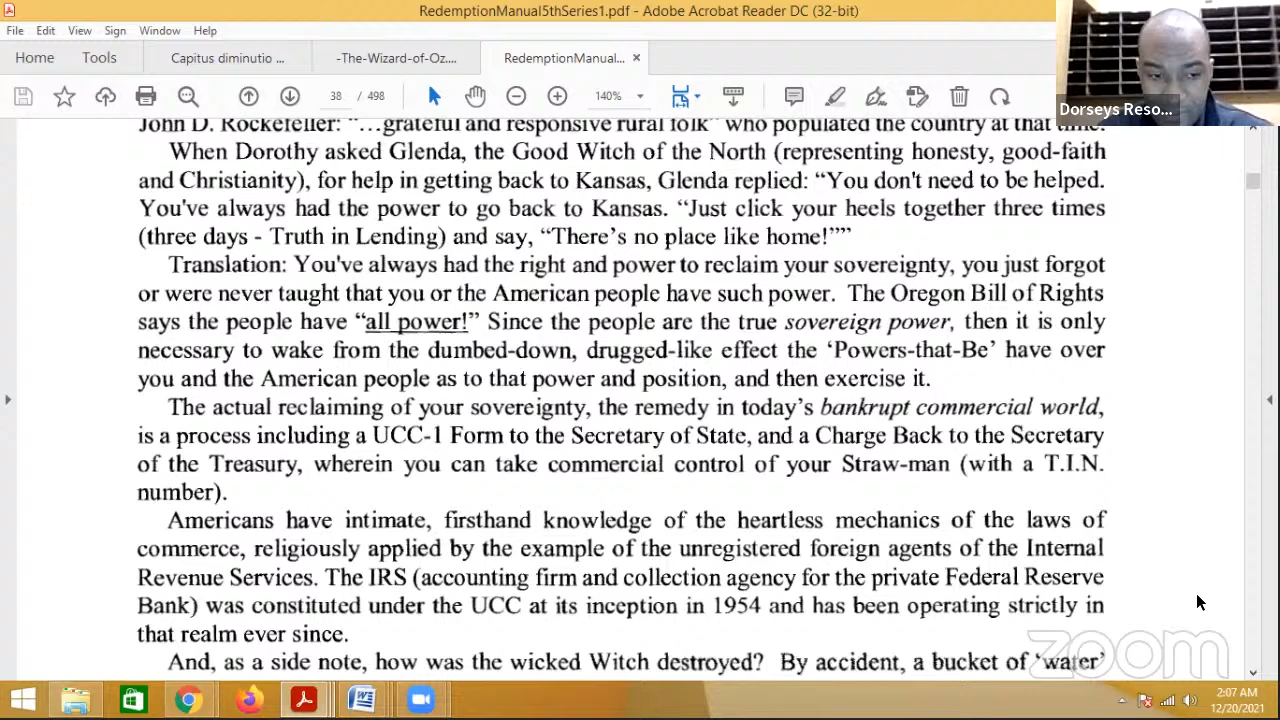 RedemptionManual5thSeries1.pdf - Adobe Acrobat Reader DC (32-bit)
File Edit View Sign Window Help
Home Tools Capitus diminutio ... -The-Wizard-of-Oz.... RedemptionManual... ×
38 / 498 140%
Dorseys Reso...
John D. Rockefeller: "…grateful and responsive rural folk" who populated the country at that time.
When Dorothy asked Glenda, the Good Witch of the North (representing honesty, good-faith
and Christianity), for help in getting back to Kansas, Glenda replied: "You don't need to be helped.
You've always had the power to go back to Kansas. "Just click your heels together three times
(three days - Truth in Lending) and say, "There's no place like home!""
Translation: You've always had the right and power to reclaim your sovereignty, you just forgot
or were never taught that you or the American people have such power. The Oregon Bill of Rights
says the people have "all power!" Since the people are the true sovereign power, then it is only
necessary to wake from the dumbed-down, drugged-like effect the 'Powers-that-Be' have over
you and the American people as to that power and position, and then exercise it.
The actual reclaiming of your sovereignty, the remedy in today's bankrupt commercial world,
is a process including a UCC-1 Form to the Secretary of State, and a Charge Back to the Secretary
of the Treasury, wherein you can take commercial control of your Straw-man (with a T.I.N.
number).
Americans have intimate, firsthand knowledge of the heartless mechanics of the laws of
commerce, religiously applied by the example of the unregistered foreign agents of the Internal
Revenue Services. The IRS (accounting firm and collection agency for the private Federal Reserve
Bank) was constituted under the UCC at its inception in 1954 and has been operating strictly in
that realm ever since.
And, as a side note, how was the wicked Witch destroyed? By accident, a bucket of 'water'
zoom
2:07 AM
12/20/2021